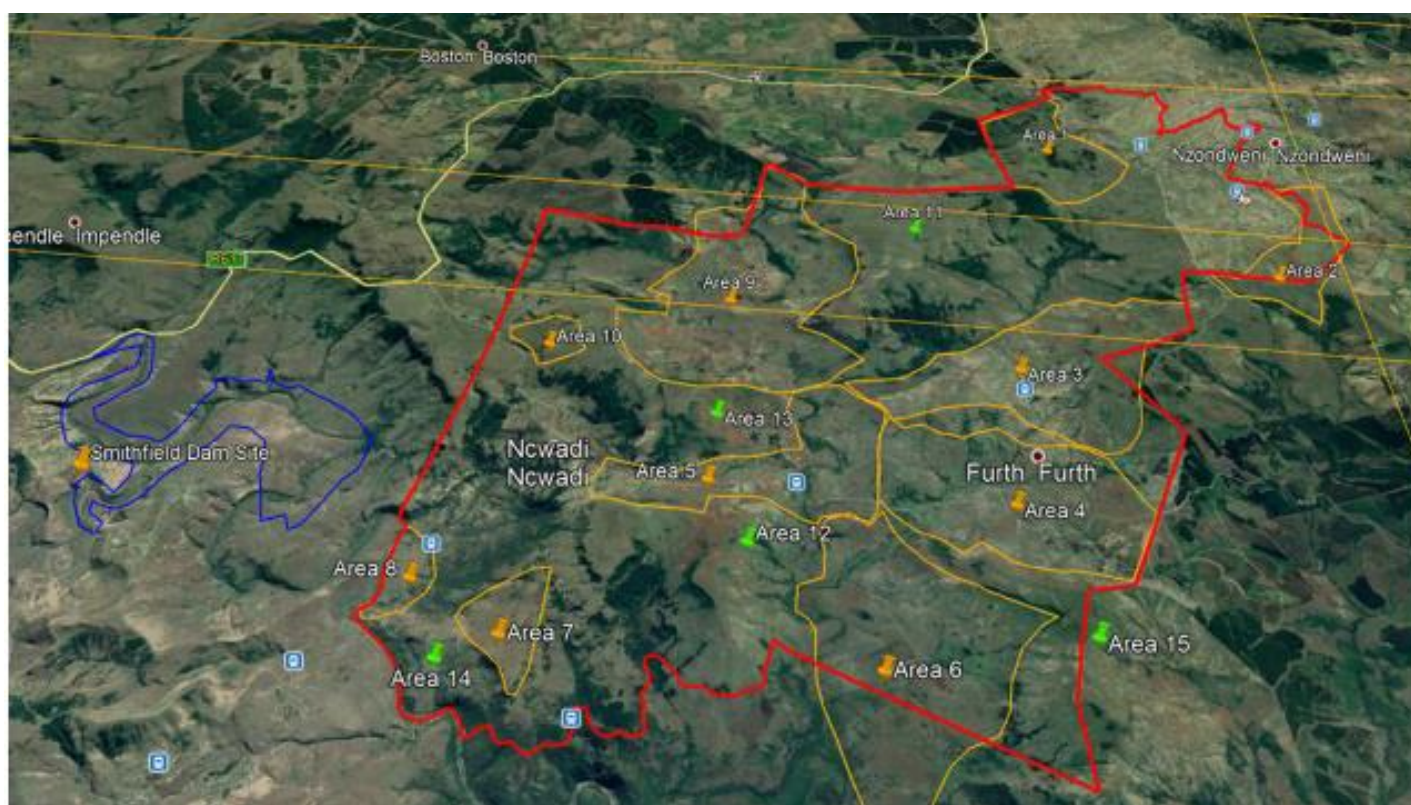 Boston Boston
Area 1
Nzondweni Nzondweni
Area 11
endle Impendle
Area 2
Area 9
Area 10
Area 3
Area 13
Ncwadi
Ncwadi
Smithfield Dam Site
Area 5
Furth Furth
Area 4
Area 12
Area 8
Area 7
Area 15
Area 14
Area 6